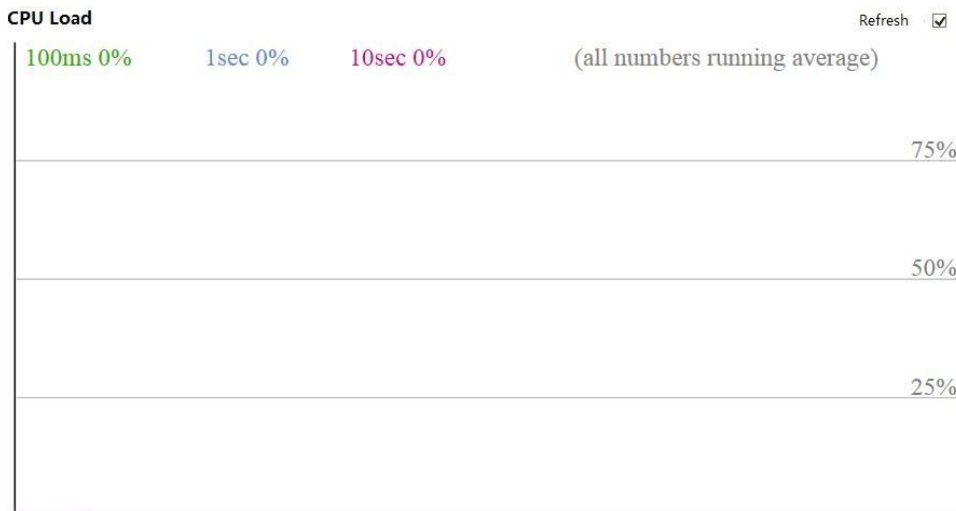 CPU Load
Refresh
100ms 0% 1sec 0% 10sec 0% (all numbers running average)
75%
50%
25%